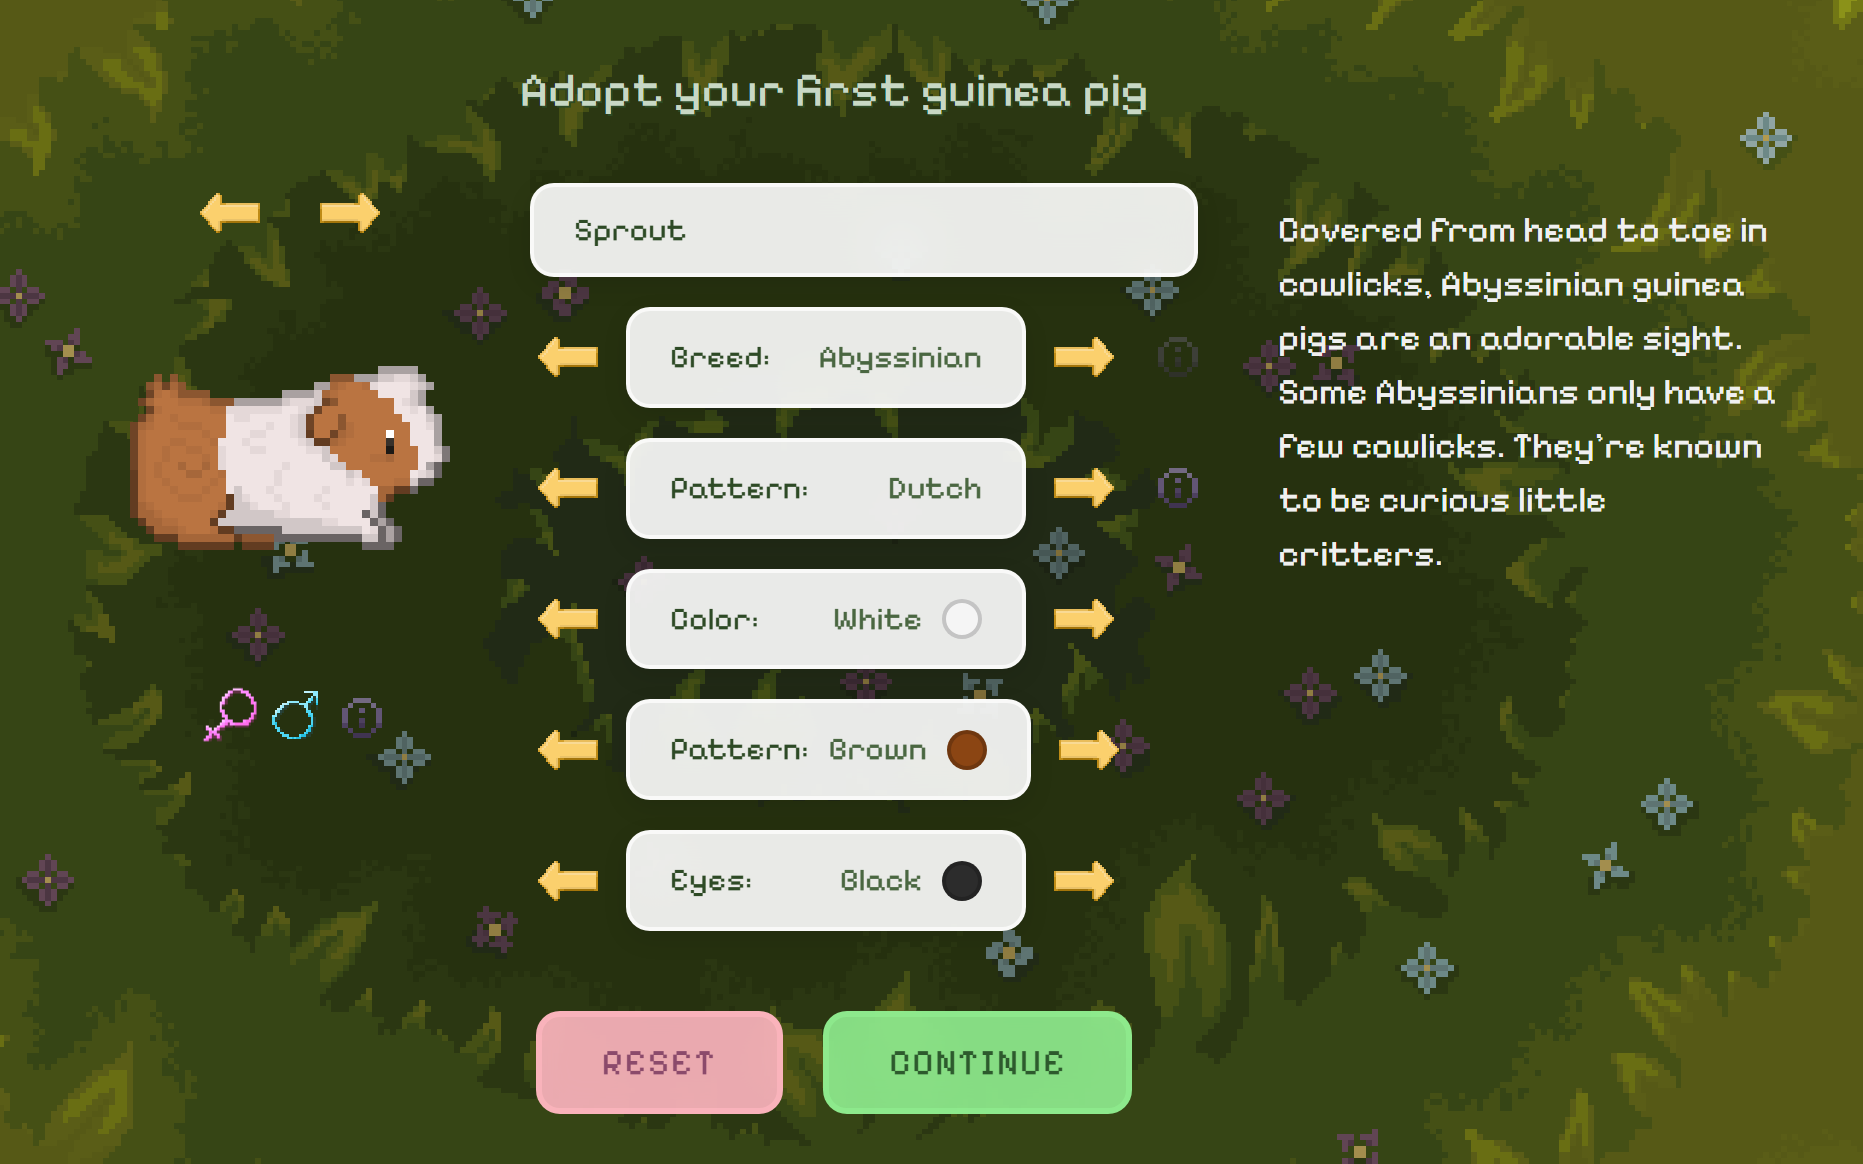 Adopt your first guinea pig
Sprout
Breed: Abyssinian
Pattern: Dutch
Color: White
Pattern: Brown
Eyes: Black
RESET
CONTINUE
Covered from head to toe in
cowlicks, Abyssinian guinea
pigs are an adorable sight.
Some Abyssinians only have a
few cowlicks. They're known
to be curious little
critters.